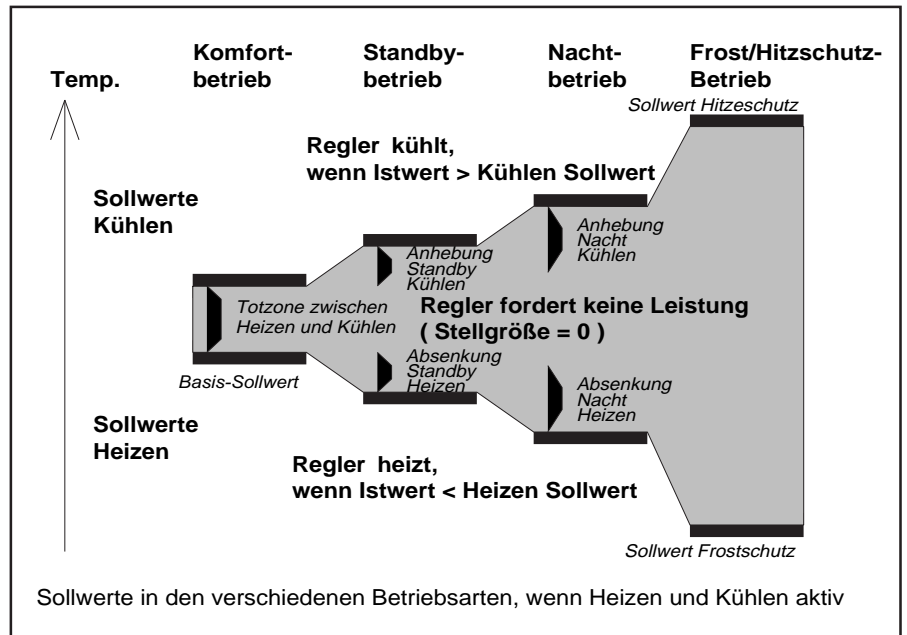 Komfort-
betrieb
Standby-
betrieb
Nacht-
betrieb
Frost/Hitzschutz-
Betrieb
Temp.
Sollwert Hitzeschutz
Regler kühlt,
wenn Istwert > Kühlen Sollwert
Sollwerte
Kühlen
Anhebung
Nacht
Kühlen
Anhebung
Standby
Kühlen
Totzone zwischen
Heizen und Kühlen
Regler fordert keine Leistung
( Stellgröße = 0 )
Basis-Sollwert
Absenkung
Standby
Heizen
Absenkung
Nacht
Heizen
Sollwerte
Heizen
Regler heizt,
wenn Istwert < Heizen Sollwert
Sollwert Frostschutz
Sollwerte in den verschiedenen Betriebsarten, wenn Heizen und Kühlen aktiv